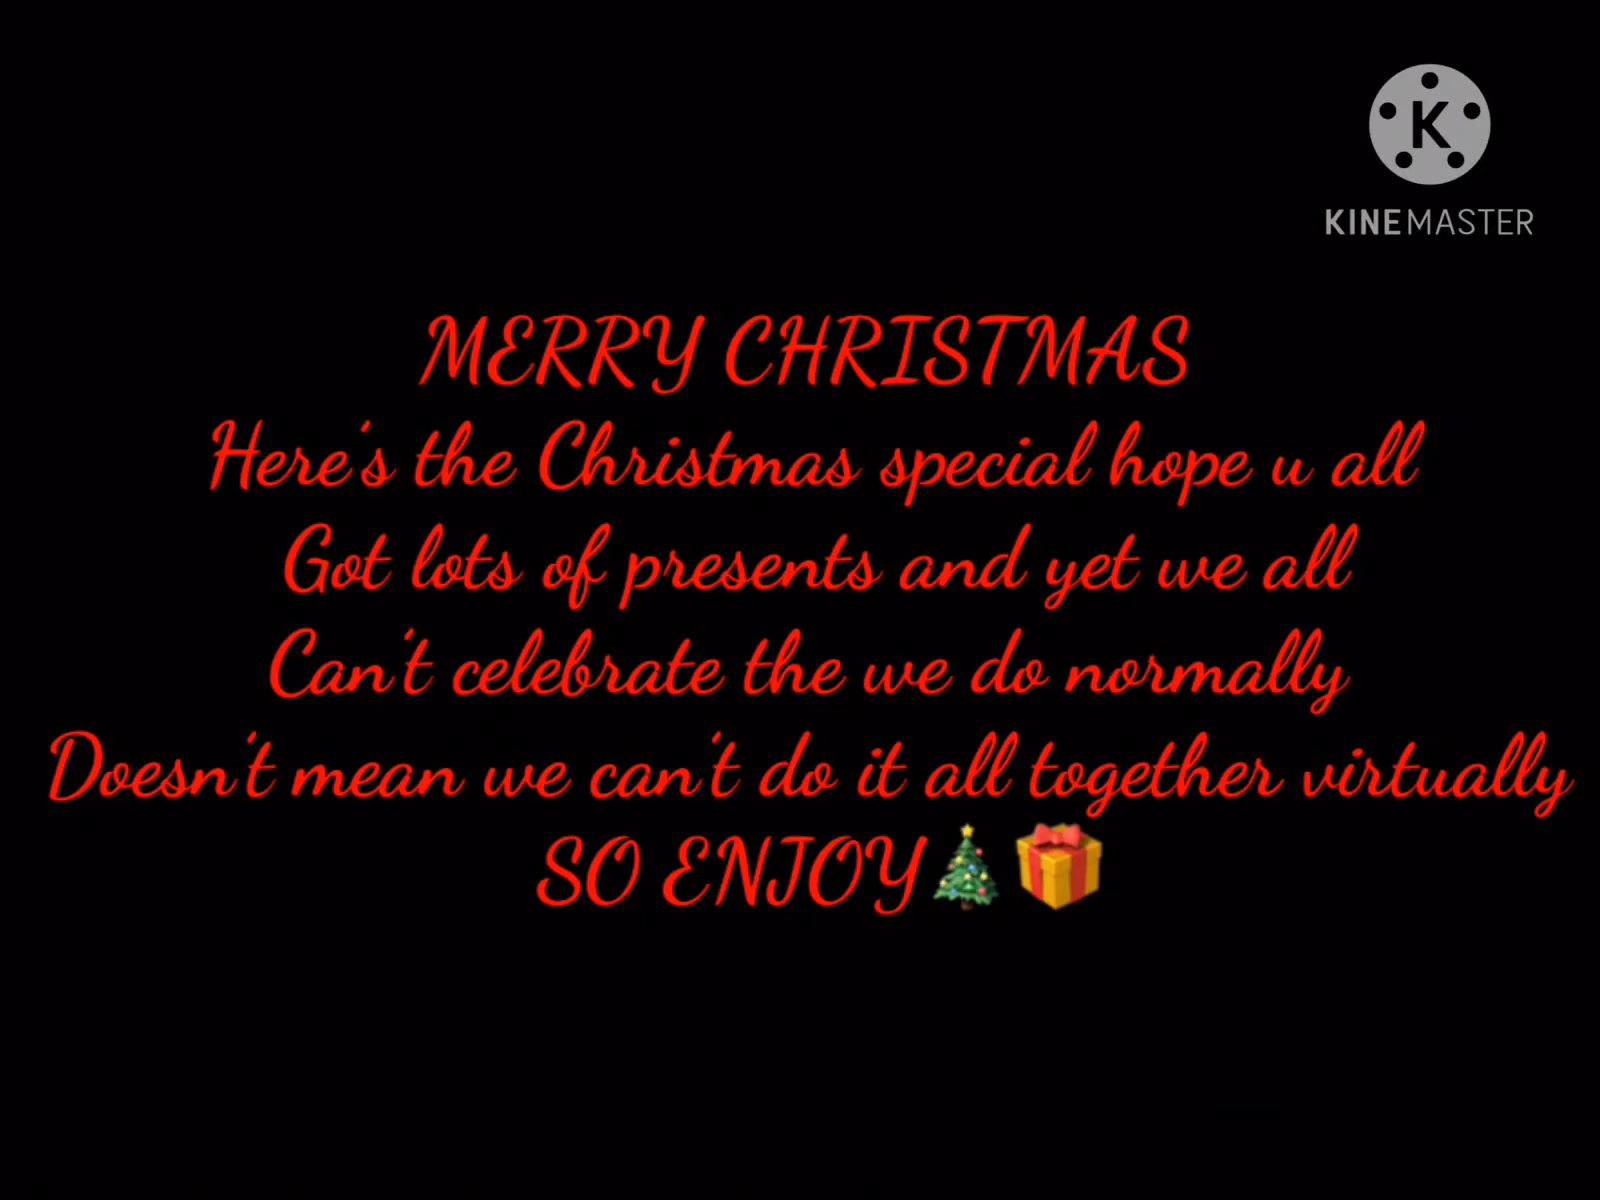 K
KINEMASTER
MERRY CHRISTMAS
Here's the Christmas special hope u all
Got lots of presents and yet we all
Can't celebrate the we do normally
Doesn't mean we can't do it all together virtually
SO ENJOY🎄🎁